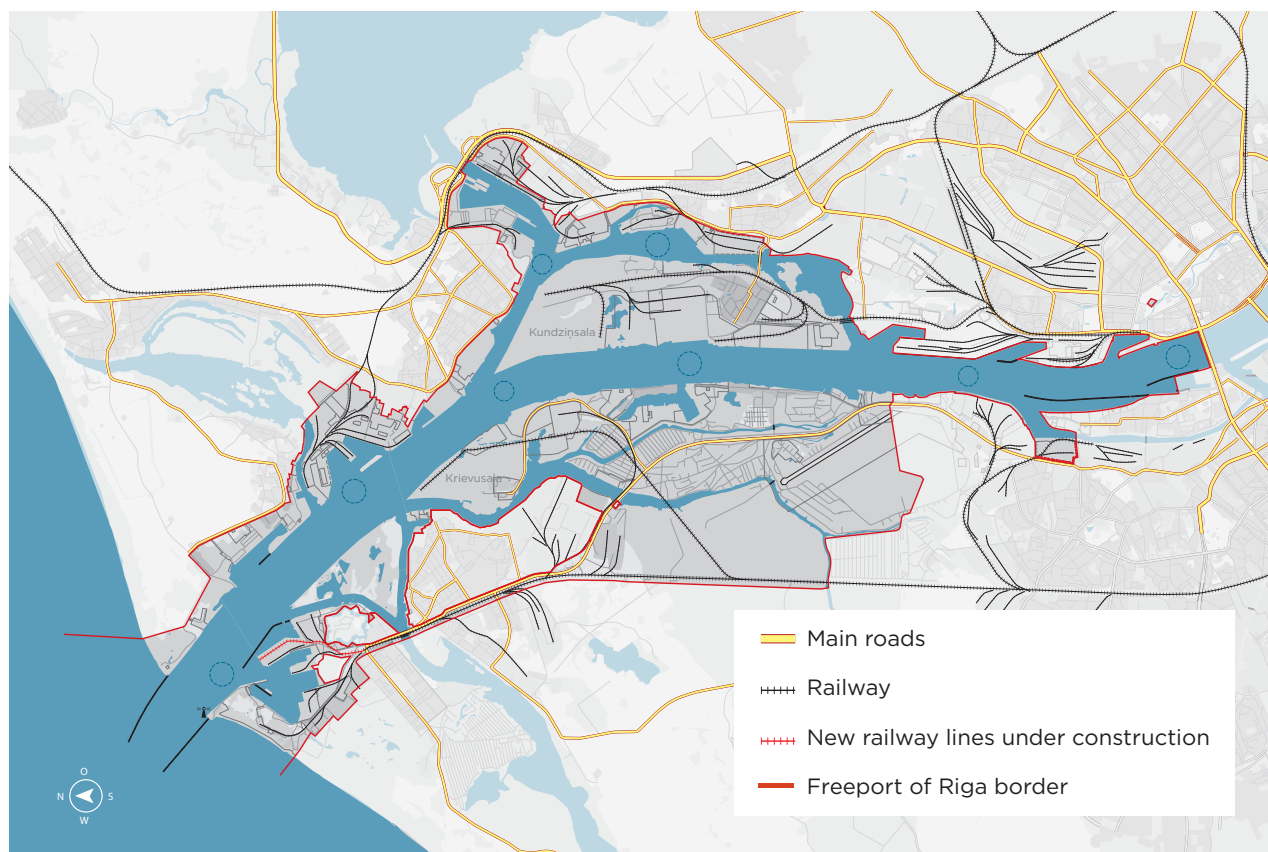 Kundziņsala
Krievusala
Main roads
Railway
New railway lines under construction
Freeport of Riga border
O
N S
W